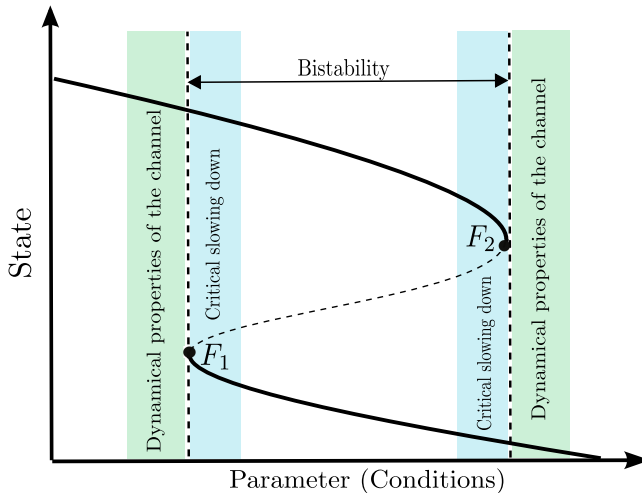 Bistability
Dynamical properties of the channel
Critical slowing down
Critical slowing down
Dynamical properties of the channel
State
F2
F1
Parameter (Conditions)